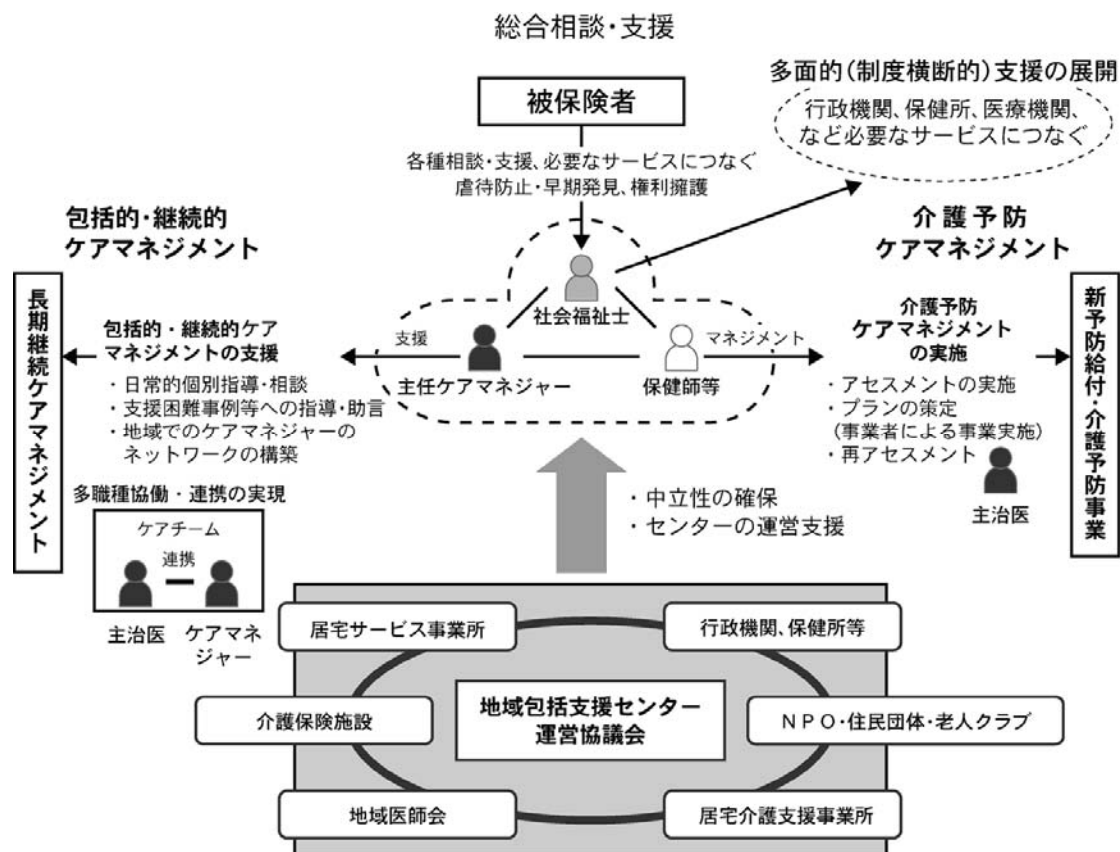 総合相談・支援
多面的(制度横断的)支援の展開
行政機関、保健所、医療機関、
など必要なサービスにつなぐ
被保険者
各種相談・支援、必要なサービスにつなぐ
虐待防止・早期発見、権利擁護
包括的・継続的
ケアマネジメント
介護予防
ケアマネジメント
長期継続ケアマネジメント
包括的・継続的ケア
マネジメントの支援
・日常的個別指導・相談
・支援困難事例等への指導・助言
・地域でのケアマネジャーの
ネットワークの構築
支援
社会福祉士
主任ケアマネジャー
保健師等
マネジメント
介護予防
ケアマネジメント
の実施
・アセスメントの実施
・プランの策定
(事業者による事業実施)
・再アセスメント
主治医
新予防給付・介護予防事業
多職種協働・連携の実現
ケアチーム
連携
主治医
ケアマネ
ジャー
・中立性の確保
・センターの運営支援
居宅サービス事業所
行政機関、保健所等
介護保険施設
地域包括支援センター
運営協議会
NPO・住民団体・老人クラブ
地域医師会
居宅介護支援事業所